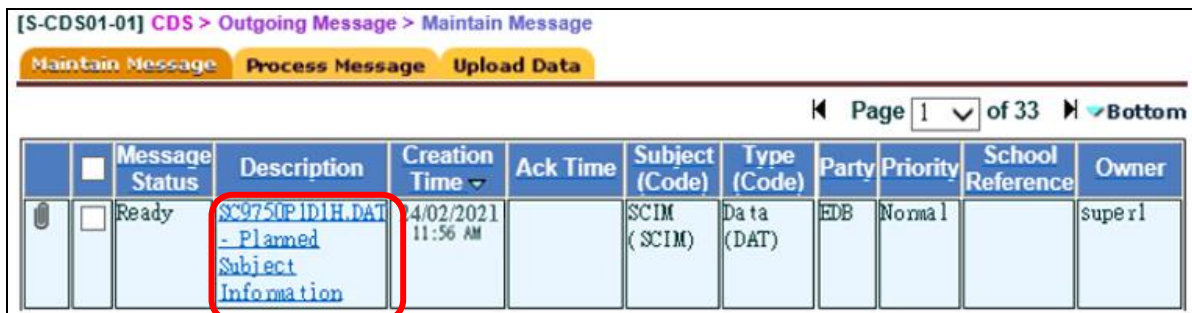 [S-CDS01-01] CDS > Outgoing Message > Maintain Message
Maintain Message Process Message Upload Data
Page 1 of 33 Bottom
Message Status Description Creation Time Ack Time Subject (Code) Type (Code) Party Priority School Reference Owner
Ready SC9750P1D1H.DAT 24/02/2021 SCIM Data EDB Normal super1
- Planned 11:56 AM (SCIM) (DAT)
Subject
Information